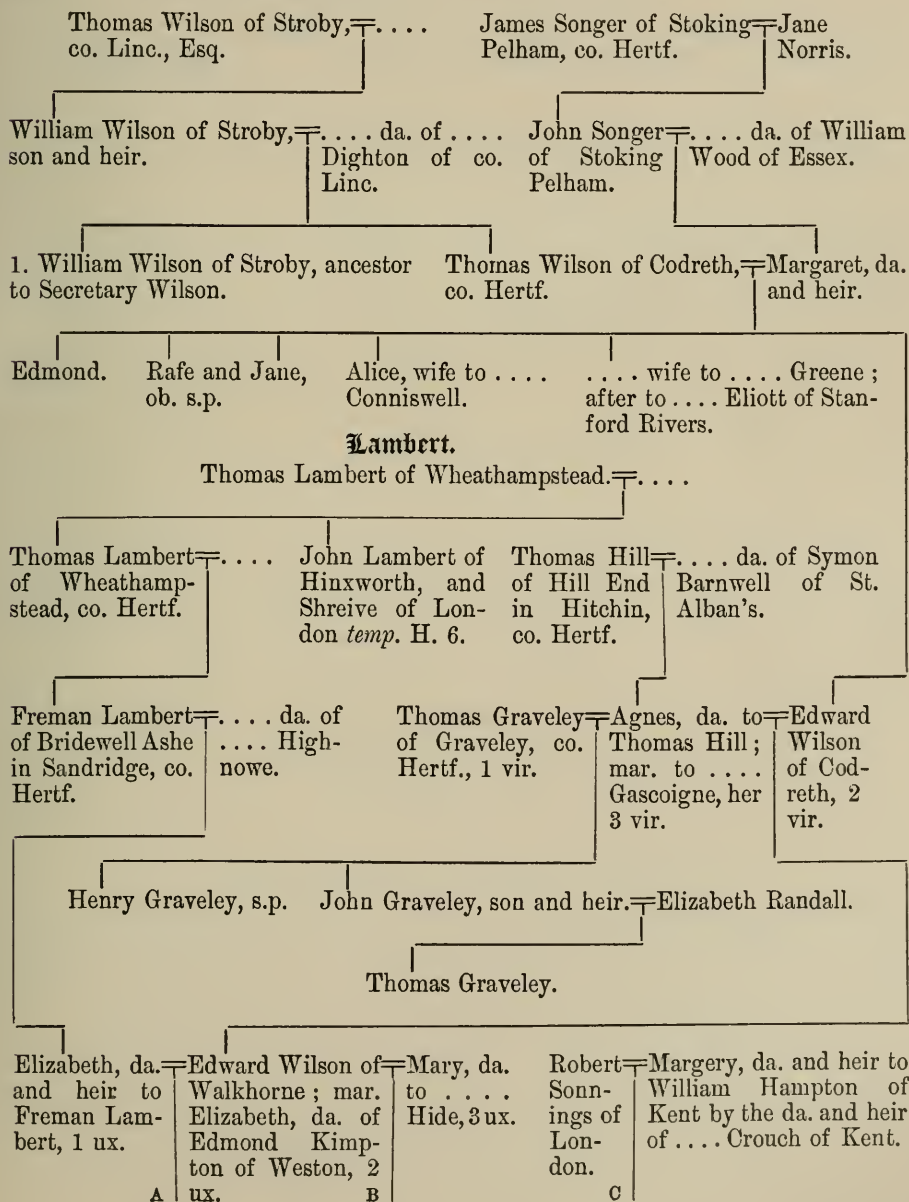 Thomas Wilson of Stroby,=. . . .
co. Linc., Esq.
James Songer of Stoking=Jane
Pelham, co. Hertf. Norris.
William Wilson of Stroby,=. . . . da. of . . . .
son and heir. Dighton of co.
Linc.
John Songer=. . . . da. of William
of Stoking Wood of Essex.
Pelham.
1. William Wilson of Stroby, ancestor
to Secretary Wilson.
Thomas Wilson of Codreth,=Margaret, da.
co. Hertf. and heir.
Edmond.
Rafe and Jane,
ob. s.p.
Alice, wife to . . . .
Conniswell.
. . . . wife to . . . . Greene ;
after to . . . . Eliott of Stan-
ford Rivers.
Lambert.
Thomas Lambert of Wheathampstead.=. . . .
Thomas Lambert=. . . .
of Wheathamp-
stead, co. Hertf.
John Lambert of
Hinxworth, and
Shreive of Lon-
don temp. H. 6.
Thomas Hill=. . . . da. of Symon
of Hill End Barnwell of St.
in Hitchin, Alban's.
co. Hertf.
Freman Lambert=. . . . da. of
of Bridewell Ashe . . . . High-
in Sandridge, co. nowe.
Hertf.
Thomas Graveley=Agnes, da. to=Edward
of Graveley, co. Thomas Hill ; Wilson
Hertf., 1 vir. mar. to . . . . of Cod-
Gascoigne, her reth, 2
3 vir. vir.
Henry Graveley, s.p. John Graveley, son and heir.=Elizabeth Randall.
Thomas Graveley.
Elizabeth, da.=Edward Wilson of=Mary, da.
and heir to Walkhorne ; mar. to . . . .
Freman Lam- Elizabeth, da. of Hide, 3 ux.
bert, 1 ux. Edmond Kimp-
ton of Weston, 2
A ux. B
Robert=Margery, da. and heir to
Sonn- William Hampton of
ings of Kent by the da. and heir
Lon- of . . . . Crouch of Kent.
don.
C